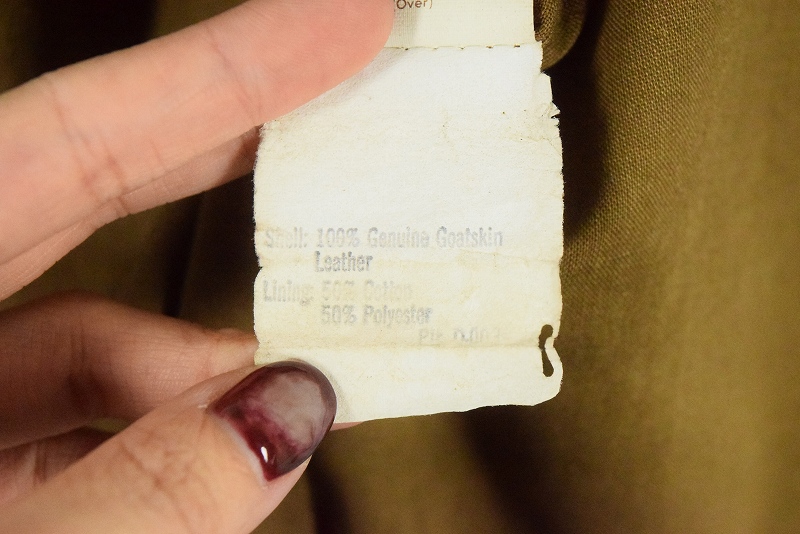 (Over)
Shell: 100% Genuine Goatskin
Leather
Lining: 50% Cotton
50% Polyester